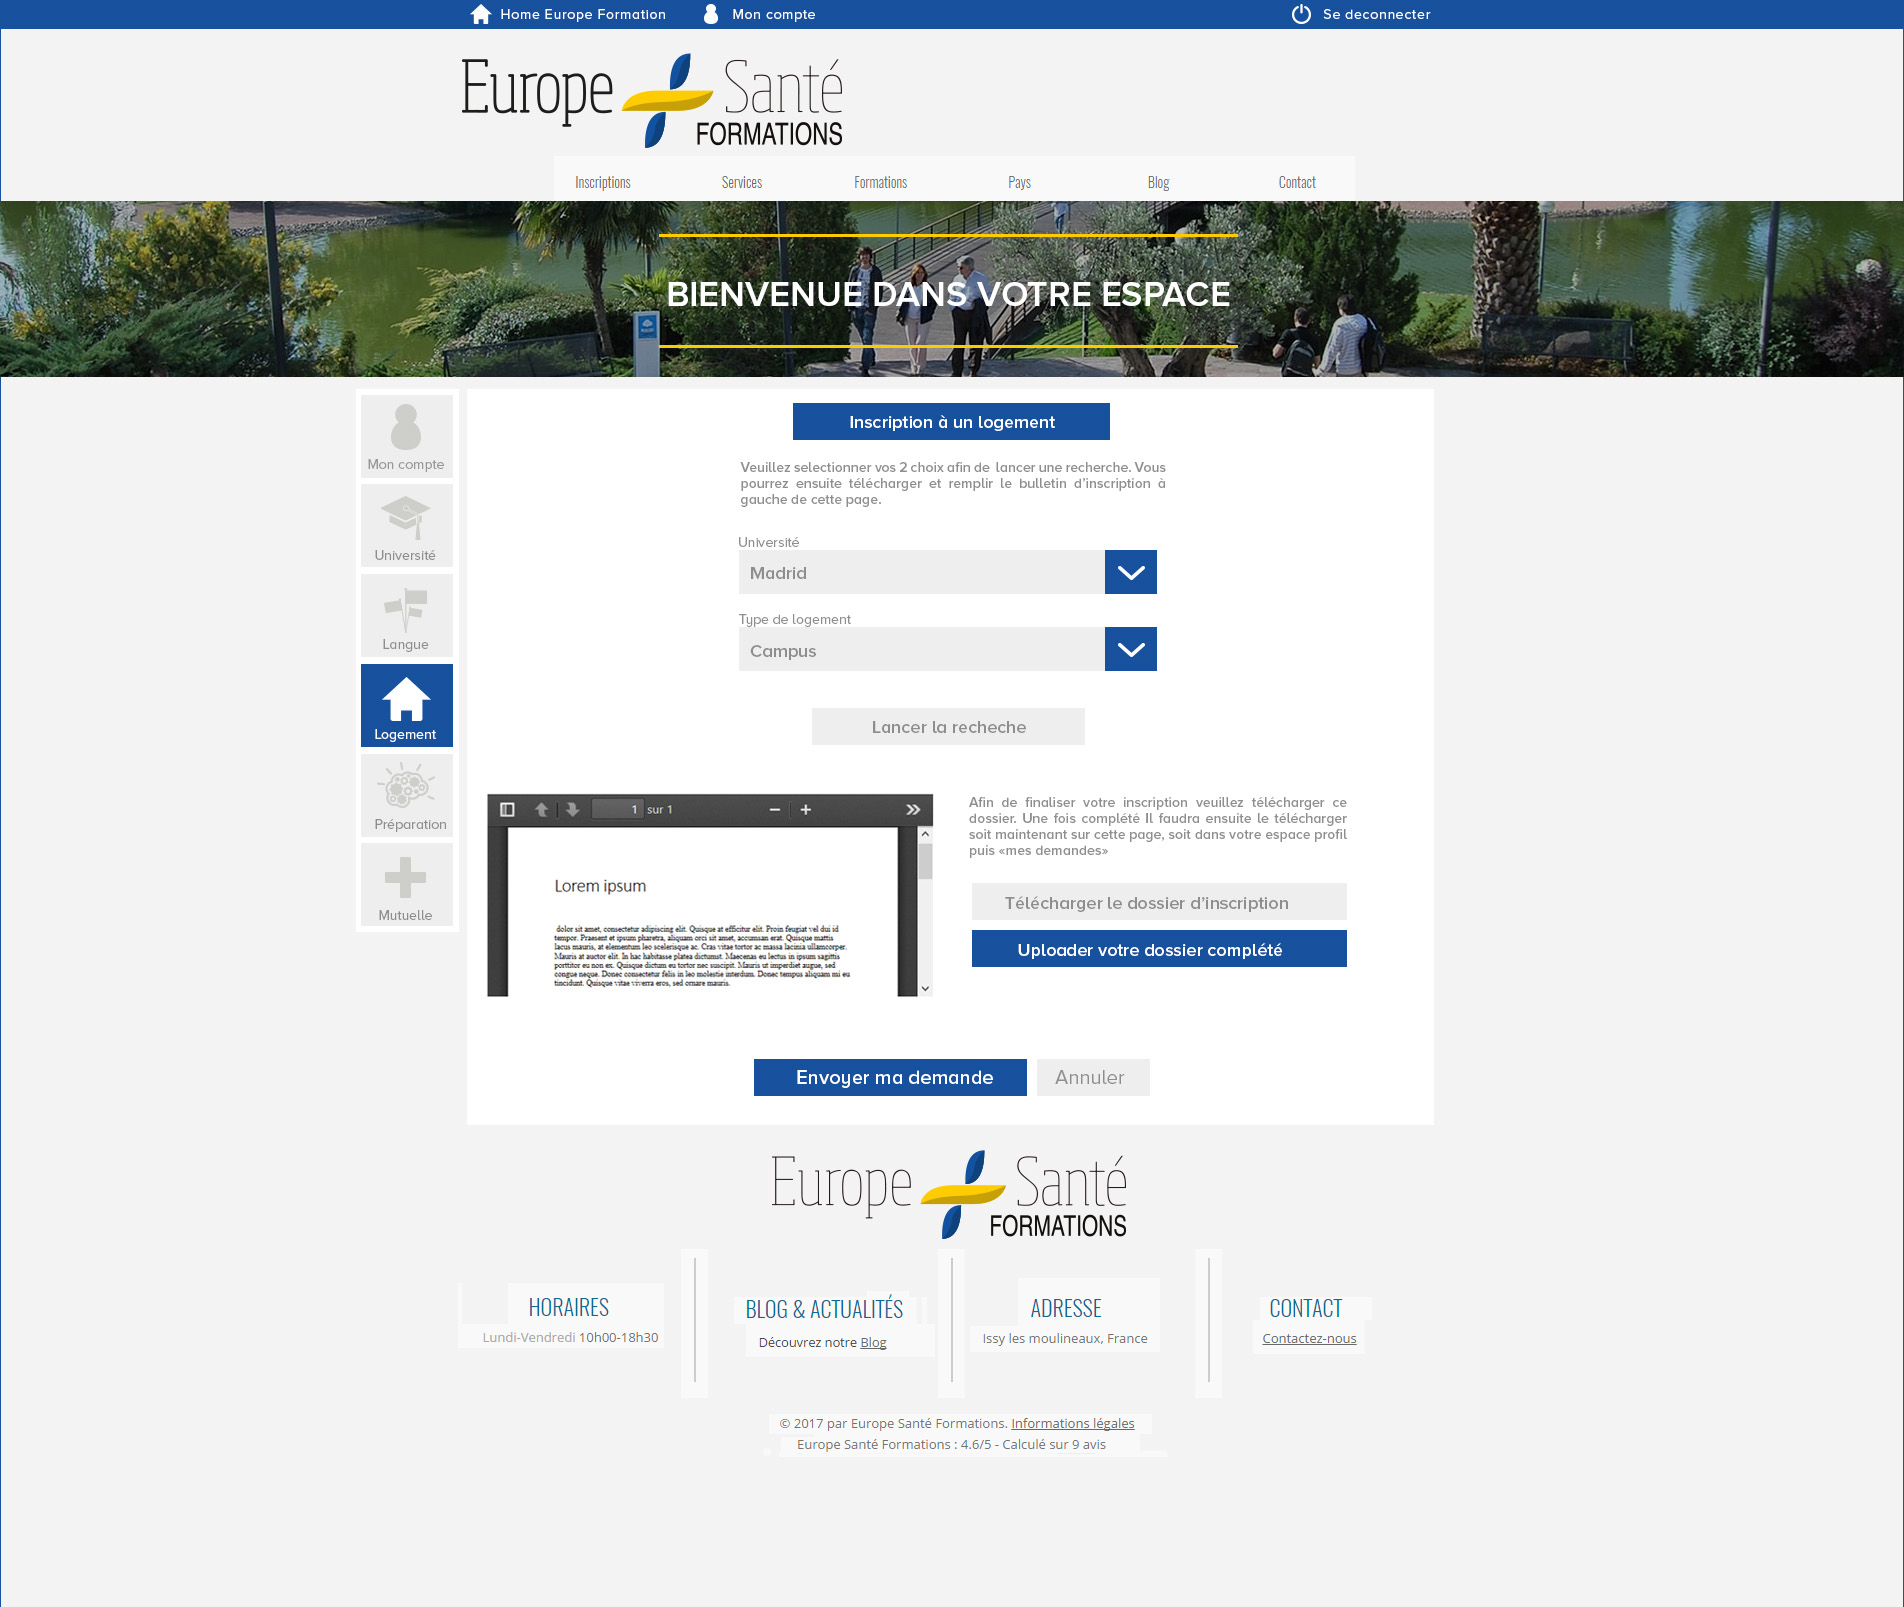 Home Europe Formation
Mon compte
Se deconnecter
Europe Santé
FORMATIONS
Inscriptions
Services
Formations
Pays
Blog
Contact
BIENVENUE DANS VOTRE ESPACE
Mon compte
Université
Langue
Logement
Préparation
Mutuelle
Inscription à un logement
Veuillez selectionner vos 2 choix afin de lancer une recherche. Vous
pourrez ensuite télécharger et remplir le bulletin d'inscription à
gauche de cette page.
Université
Madrid
Type de logement
Campus
Lancer la recheche
1 sur 1
Lorem ipsum
dolor sit amet, consectetur adipiscing elit. Quisque at efficitur elit. Proin feugiat vel dui id
tempor. Praesent et ipsum pharetra, aliquam orci sit amet, accumsan erat. Quisque mattis
lacus mauris, at elementum leo scelerisque ac. Cras vitae tortor ac massa lacinia ullamcorper.
Mauris at auctor elit. In hac habitasse platea dictumst. Maecenas eu lectus in ipsum sagittis
porttitor eu non ex. Quisque dictum eu tortor nec suscipit. Mauris ut imperdiet augue, sed
congue neque. Donec consectetur felis in leo molestie interdum. Donec tempus aliquam mi eu
tincidunt. Quisque vitae viverra eros, sed ornare mauris.
Afin de finaliser votre inscription veuillez télécharger ce
dossier. Une fois complété Il faudra ensuite le télécharger
soit maintenant sur cette page, soit dans votre espace profil
puis «mes demandes»
Télécharger le dossier d'inscription
Uploader votre dossier complété
Envoyer ma demande
Annuler
Europe Santé
FORMATIONS
HORAIRES
Lundi-Vendredi 10h00-18h30
BLOG & ACTUALITÉS
Découvrez notre Blog
ADRESSE
Issy les moulineaux, France
CONTACT
Contactez-nous
© 2017 par Europe Santé Formations. Informations légales
Europe Santé Formations : 4.6/5 - Calculé sur 9 avis